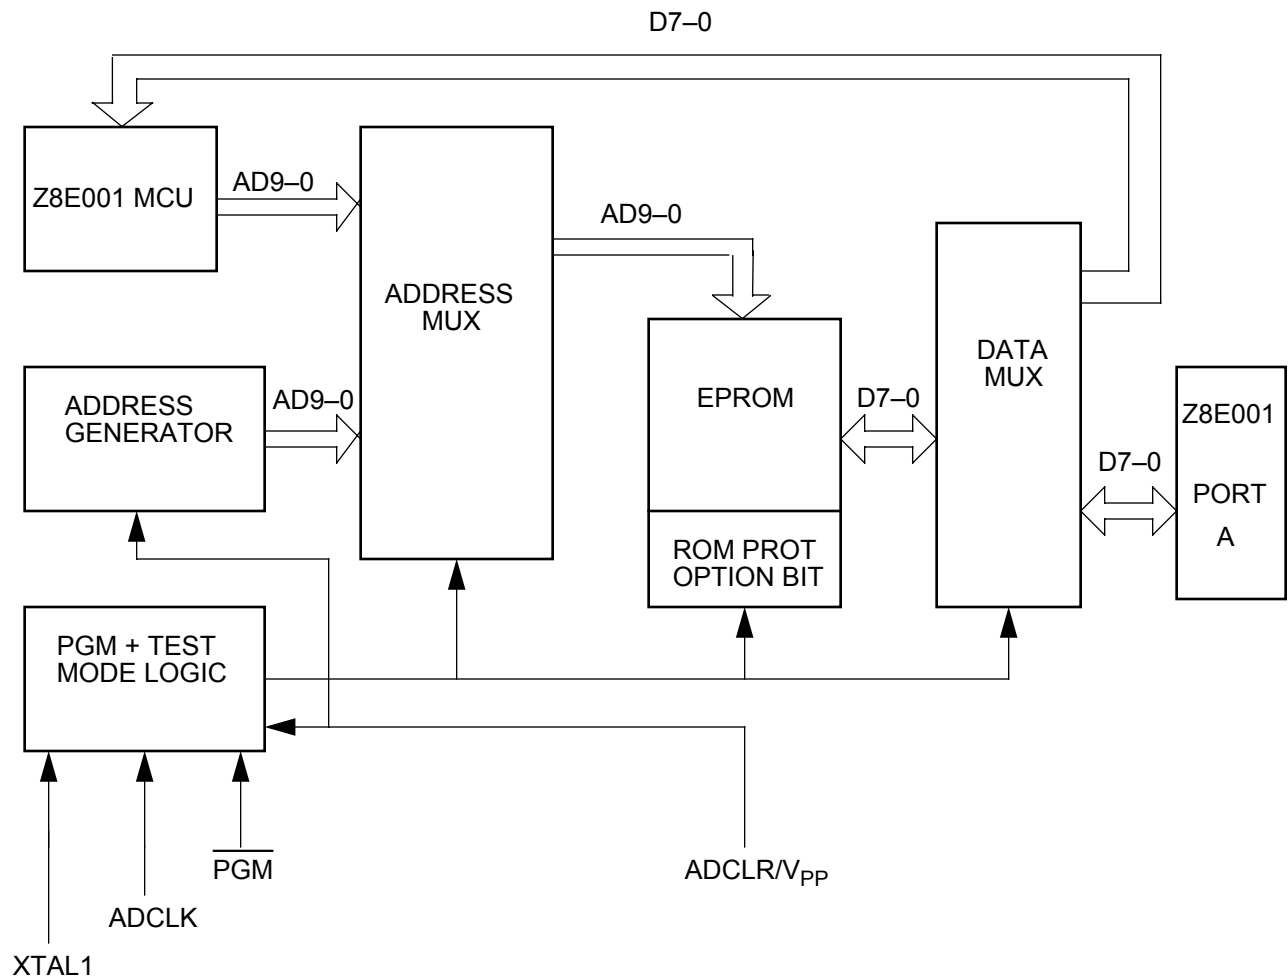 D7–0
Z8E001 MCU
AD9–0
AD9–0
ADDRESS
MUX
ADDRESS
GENERATOR
AD9–0
EPROM
D7–0
DATA
MUX
Z8E001
PORT
A
D7–0
ROM PROT
OPTION BIT
PGM + TEST
MODE LOGIC
PGM
ADCLR/VPP
ADCLK
XTAL1